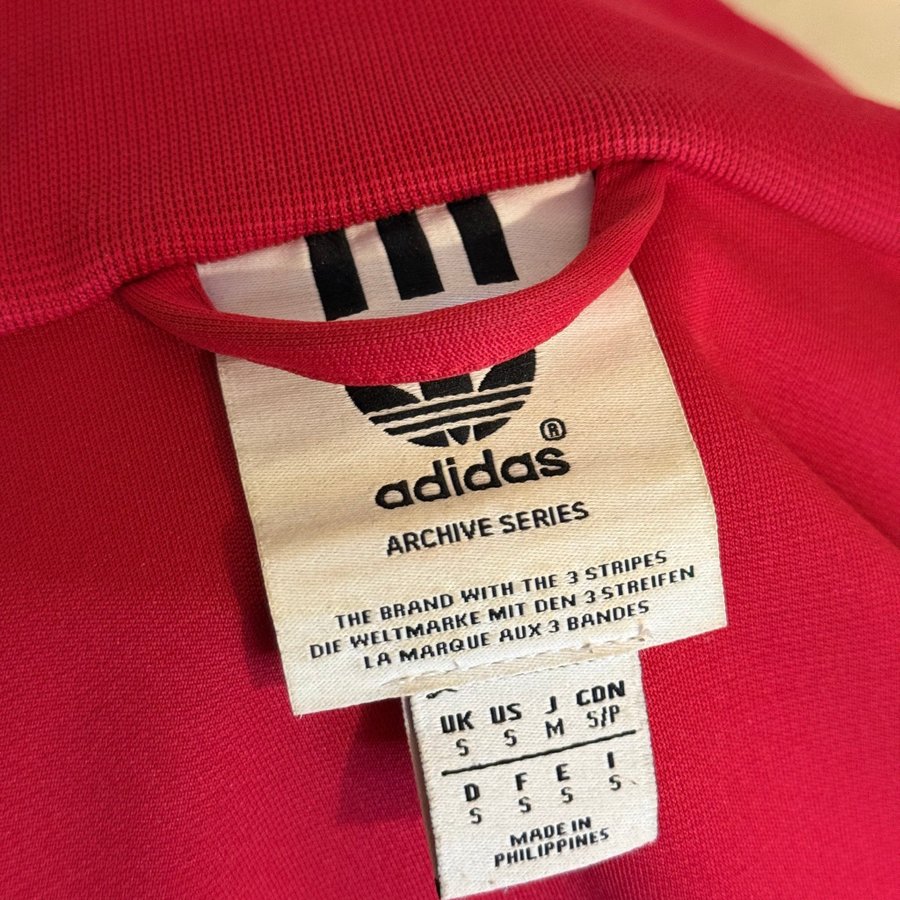 adidas®
ARCHIVE SERIES
THE BRAND WITH THE 3 STRIPES
DIE WELTMARKE MIT DEN 3 STREIFEN
LA MARQUE AUX 3 BANDES
UK US J CDN
S S M S/P
D F E I
S S S S
MADE IN
PHILIPPINES